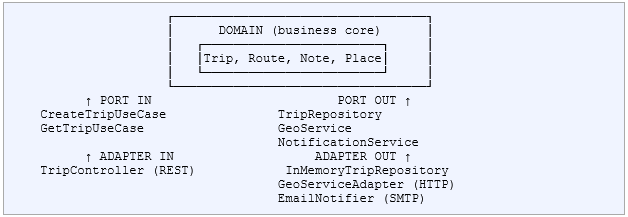 DOMAIN (business core)
Trip, Route, Note, Place
↑ PORT IN PORT OUT ↑
CreateTripUseCase TripRepository
GetTripUseCase GeoService
NotificationService
↑ ADAPTER IN ADAPTER OUT ↑
TripController (REST) InMemoryTripRepository
GeoServiceAdapter (HTTP)
EmailNotifier (SMTP)